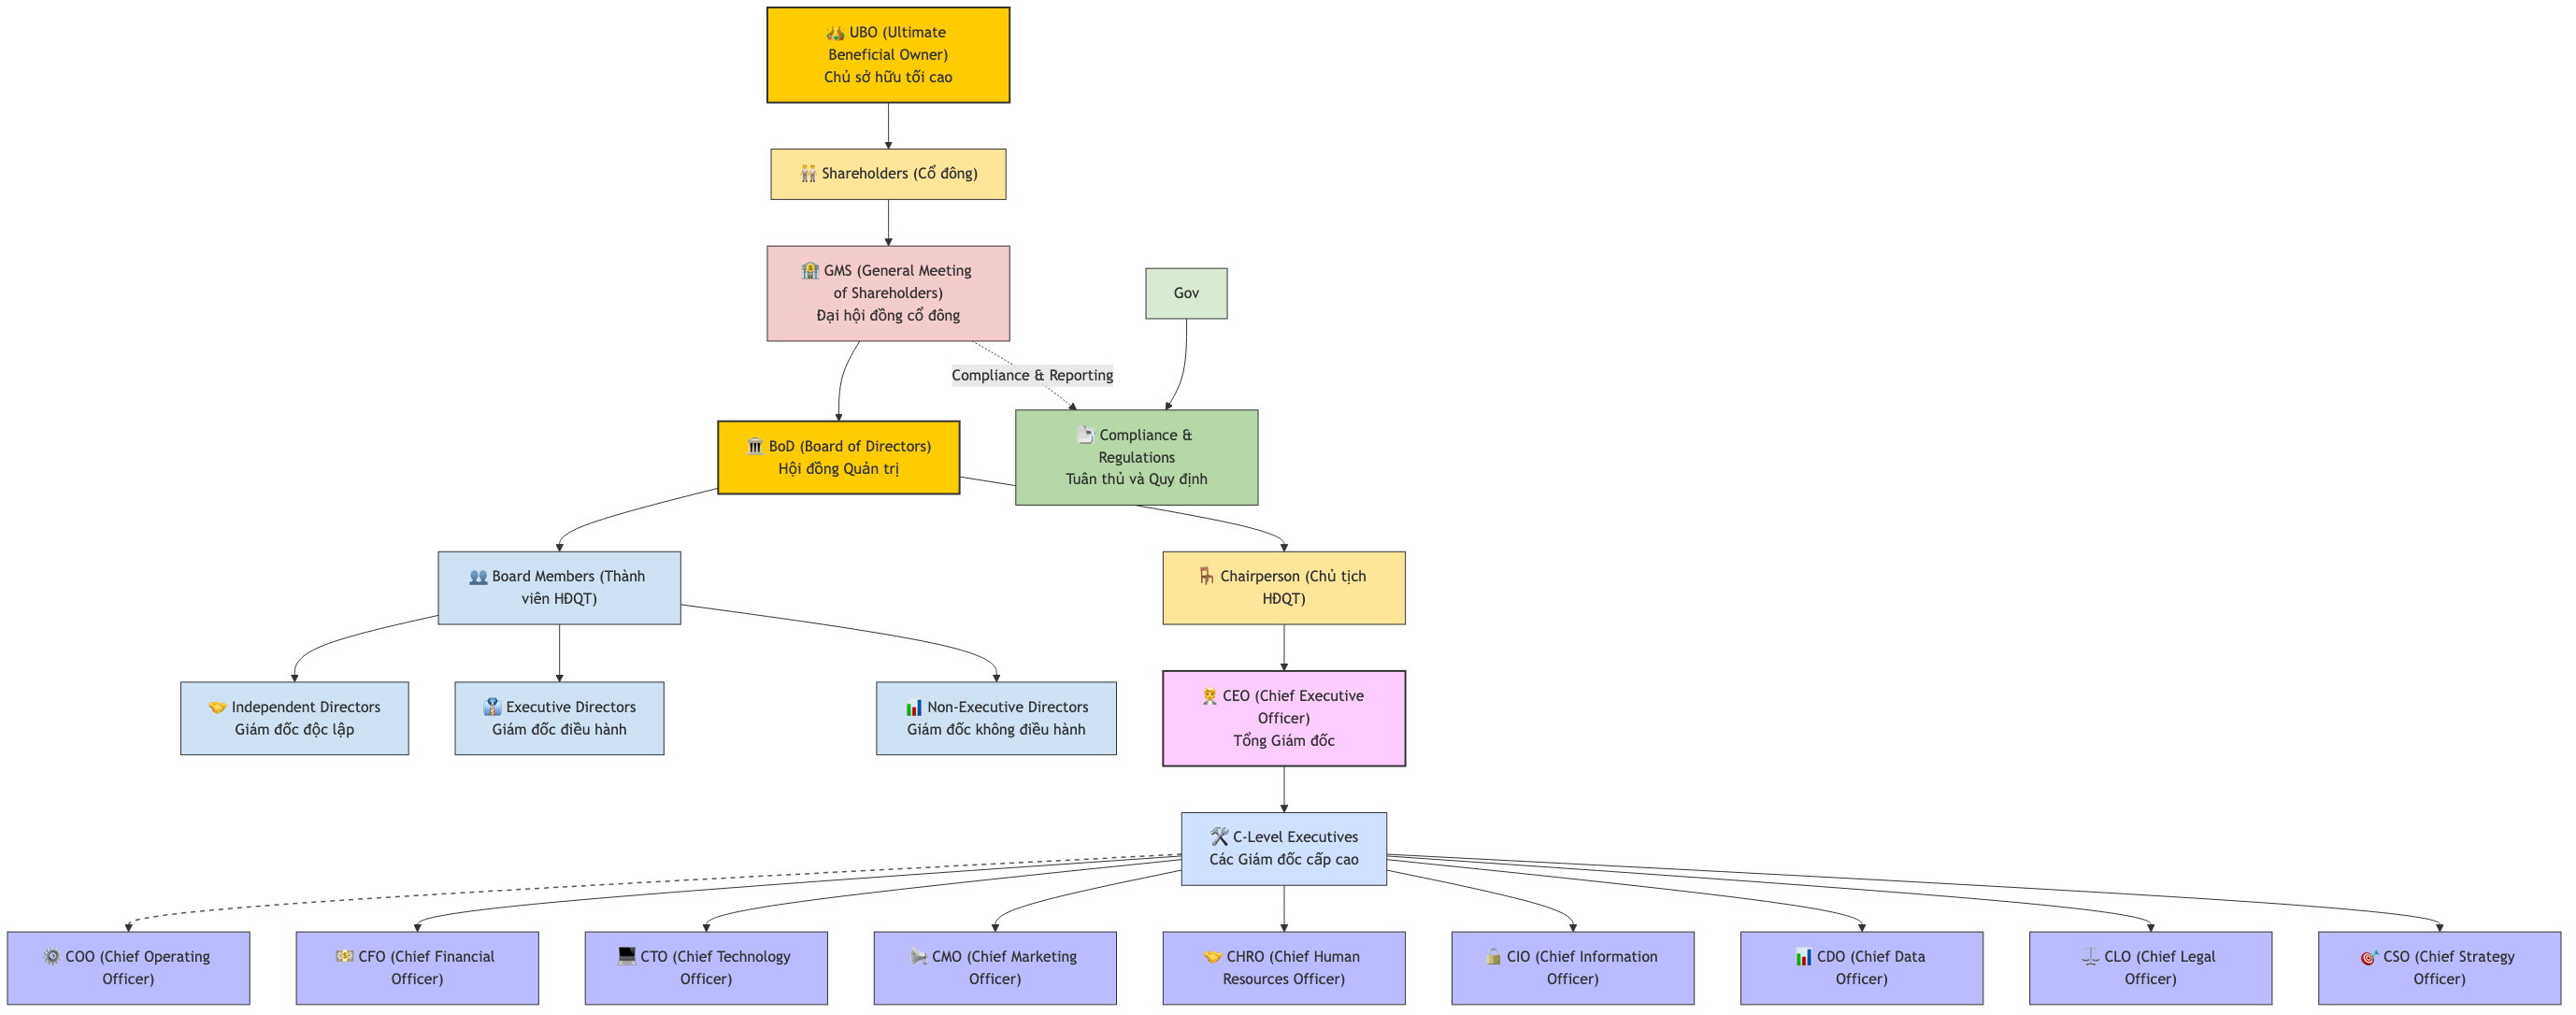 UBO (Ultimate
Beneficial Owner)
Chủ sở hữu tối cao
Shareholders (Cổ đông)
GMS (General Meeting
of Shareholders)
Đại hội đồng cổ đông
Gov
Compliance & Reporting
BoD (Board of Directors)
Hội đồng Quản trị
Compliance &
Regulations
Tuân thủ và Quy định
Board Members (Thành
viên HĐQT)
Chairperson (Chủ tịch
HĐQT)
Independent Directors
Giám đốc độc lập
Executive Directors
Giám đốc điều hành
Non-Executive Directors
Giám đốc không điều hành
CEO (Chief Executive
Officer)
Tổng Giám đốc
C-Level Executives
Các Giám đốc cấp cao
COO (Chief Operating
Officer)
CFO (Chief Financial
Officer)
CTO (Chief Technology
Officer)
CMO (Chief Marketing
Officer)
CHRO (Chief Human
Resources Officer)
CIO (Chief Information
Officer)
CDO (Chief Data
Officer)
CLO (Chief Legal
Officer)
CSO (Chief Strategy
Officer)